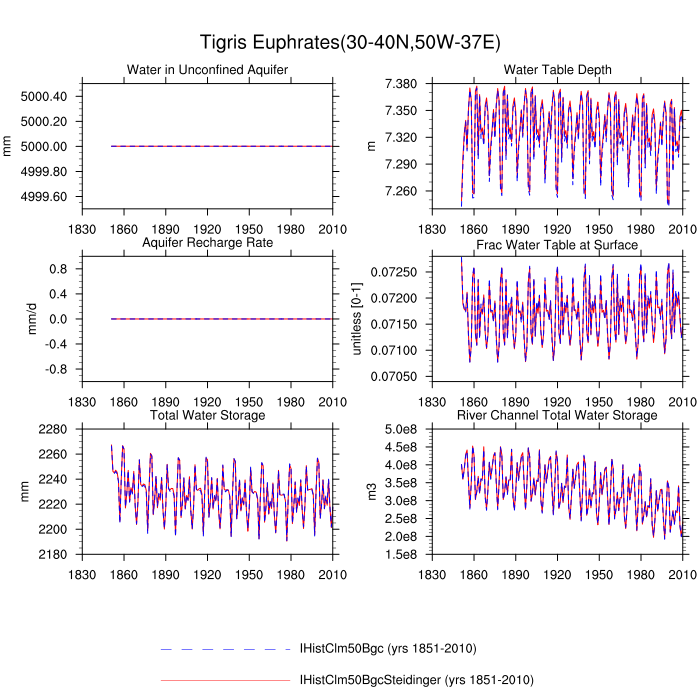 Tigris Euphrates(30-40N,50W-37E)
Water in Unconfined Aquifer
Water Table Depth
mm
5000.40
5000.20
5000.00
4999.80
4999.60
1830 1860 1890 1920 1950 1980 2010
m
7.380
7.350
7.320
7.290
7.260
1830 1860 1890 1920 1950 1980 2010
Aquifer Recharge Rate
Frac Water Table at Surface
mm/d
0.8
0.4
0.0
-0.4
-0.8
1830 1860 1890 1920 1950 1980 2010
unitless [0-1]
0.07250
0.07200
0.07150
0.07100
0.07050
1830 1860 1890 1920 1950 1980 2010
Total Water Storage
River Channel Total Water Storage
mm
2280
2260
2240
2220
2200
2180
1830 1860 1890 1920 1950 1980 2010
m3
5.0e8
4.5e8
4.0e8
3.5e8
3.0e8
2.5e8
2.0e8
1.5e8
1830 1860 1890 1920 1950 1980 2010
IHistClm50Bgc (yrs 1851-2010)
IHistClm50BgcSteidinger (yrs 1851-2010)